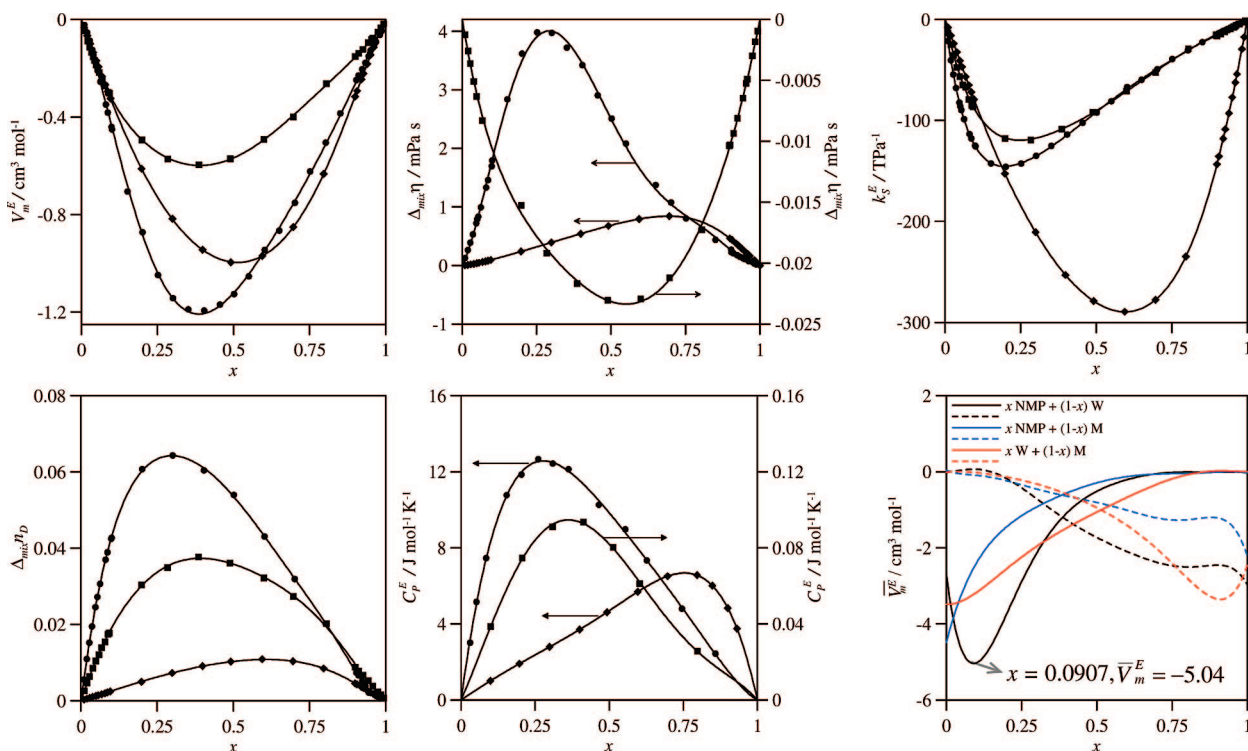 0
-0.4
-0.8
-1.2
V_m^E / cm³ mol⁻¹
0 0.25 0.5 0.75 1
x
4
3
2
1
0
-1
Δ_mix η / mPa s
0
-0.005
-0.01
-0.015
-0.02
-0.025
Δ_mix η / mPa s
0 0.25 0.5 0.75 1
x
0
-100
-200
-300
k_S^E / TPa⁻¹
0 0.25 0.5 0.75 1
x
0.08
0.06
0.04
0.02
0
Δ_mix n_D
0 0.25 0.5 0.75 1
x
16
12
8
4
0
C_P^E / J mol⁻¹ K⁻¹
0.16
0.12
0.08
0.04
0
C_P^E / J mol⁻¹ K⁻¹
0 0.25 0.5 0.75 1
x
2
0
-2
-4
-6
V̅_m^E / cm³ mol⁻¹
x NMP + (1-x) W
x NMP + (1-x) M
x W + (1-x) M
x = 0.0907, V̅_m^E = −5.04
0 0.25 0.5 0.75 1
x